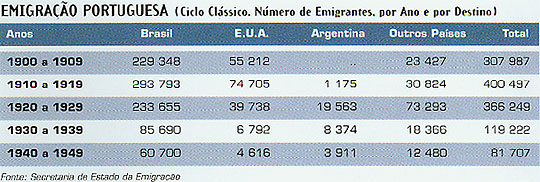 EMIGRAÇÃO PORTUGUESA (Ciclo Clássico. Número de Emigrantes, por Ano e por Destino)
Anos Brasil E.U.A. Argentina Outros Países Total
1900 a 1909 229 348 55 212 .. 23 427 307 987
1910 a 1919 293 793 74 705 1 175 30 824 400 497
1920 a 1929 233 655 39 738 19 563 73 293 366 249
1930 a 1939 85 690 6 792 8 374 18 366 119 222
1940 a 1949 60 700 4 616 3 911 12 480 81 707
Fonte: Secretaria de Estado da Emigração